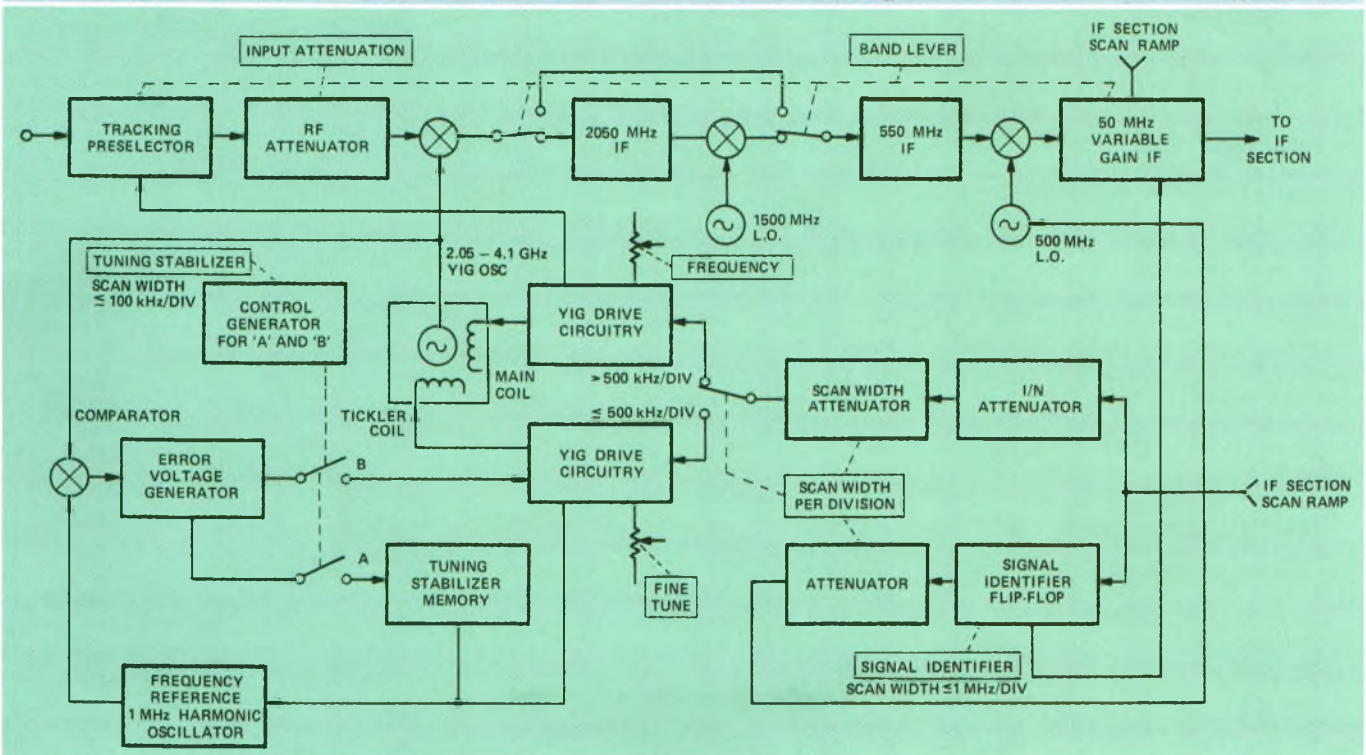 INPUT ATTENUATION
BAND LEVER
IF SECTION
SCAN RAMP
TRACKING
PRESELECTOR
RF
ATTENUATOR
2050 MHz
IF
550 MHz
IF
50 MHz
VARIABLE
GAIN IF
TO
IF
SECTION
1500 MHz
L.O.
500 MHz
L.O.
TUNING STABILIZER
SCAN WIDTH
≤ 100 kHz/DIV
2.05 – 4.1 GHz
YIG OSC
FREQUENCY
CONTROL
GENERATOR
FOR 'A' AND 'B'
YIG DRIVE
CIRCUITRY
MAIN
COIL
> 500 kHz/DIV
≤ 500 kHz/DIV
SCAN WIDTH
ATTENUATOR
I/N
ATTENUATOR
TICKLER
COIL
COMPARATOR
ERROR
VOLTAGE
GENERATOR
B
YIG DRIVE
CIRCUITRY
SCAN WIDTH
PER DIVISION
IF SECTION
SCAN RAMP
A
TUNING
STABILIZER
MEMORY
FINE
TUNE
ATTENUATOR
SIGNAL
IDENTIFIER
FLIP-FLOP
SIGNAL IDENTIFIER
SCAN WIDTH ≤1 MHz/DIV
FREQUENCY
REFERENCE
1 MHz HARMONIC
OSCILLATOR